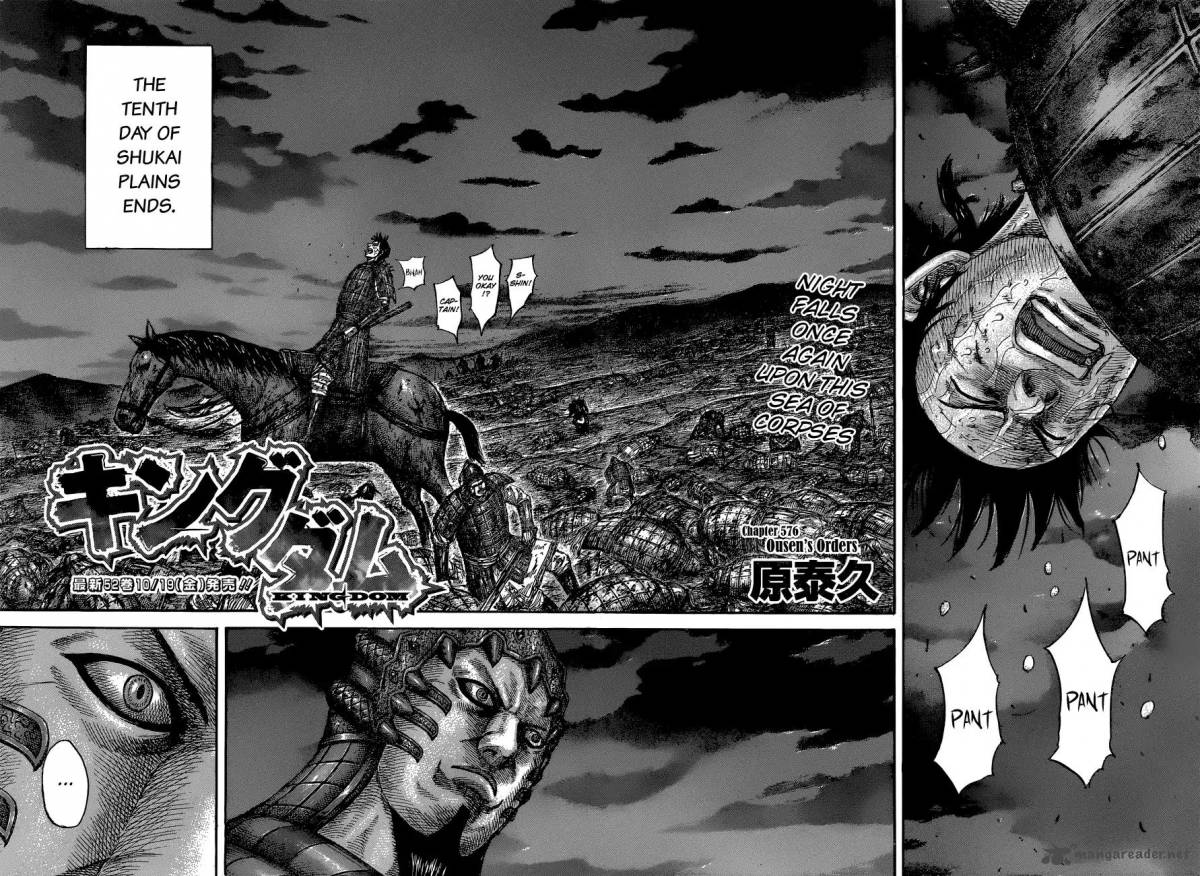 PANT
PANT
PANT
THE
TENTH
DAY OF
SHUKAI
PLAINS
ENDS.
S-
SHIN!
YOU
OKAY
!?
CAP-
TAIN!
BHAH
NIGHT
FALLS
ONCE
AGAIN
UPON THIS
SEA OF
CORPSES
キングダム
KINGDOM
最新52巻10/19(金)発売!!
Chapter 576
Ousen's Orders
原泰久
...
mangareader.net